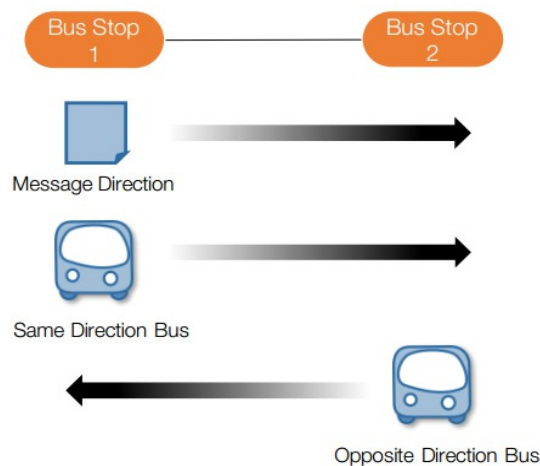 Bus Stop
1
Bus Stop
2
Message Direction
Same Direction Bus
Opposite Direction Bus